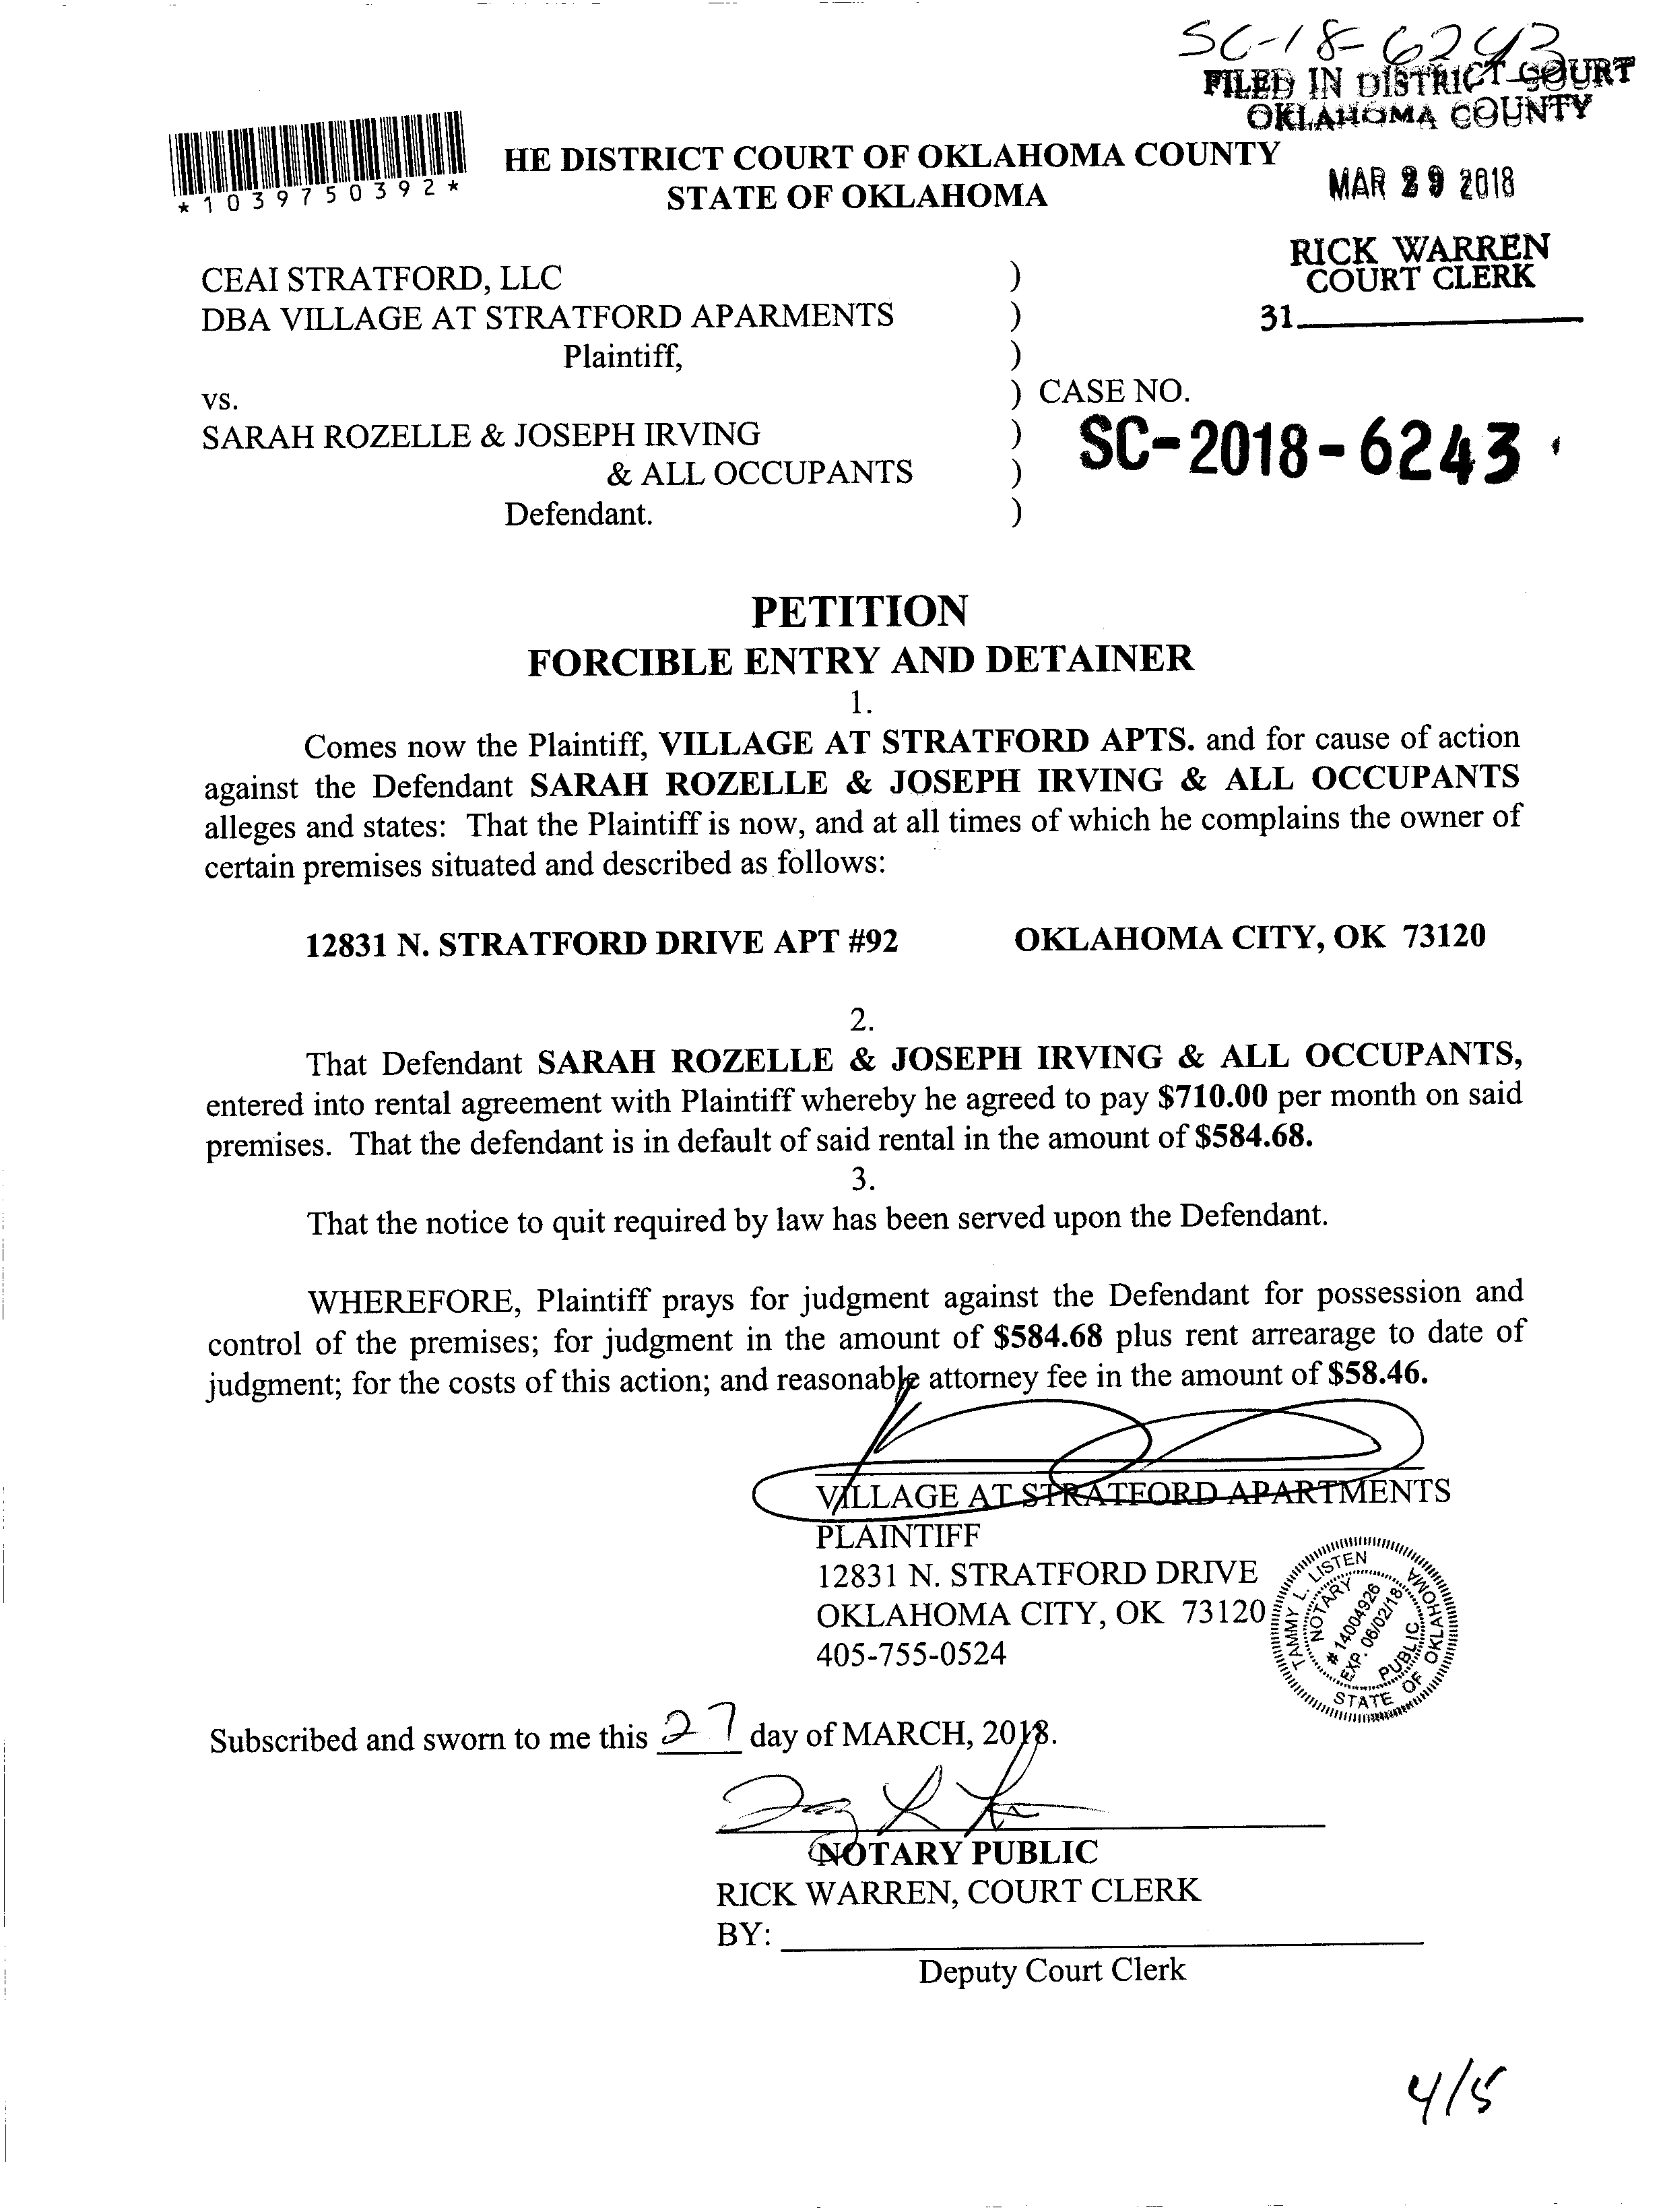 SC-18-6243
FILED IN DISTRICT COURT
OKLAHOMA COUNTY
*1039750392*
HE DISTRICT COURT OF OKLAHOMA COUNTY
STATE OF OKLAHOMA
MAR 29 2018
RICK WARREN
COURT CLERK
31
CEAI STRATFORD, LLC )
DBA VILLAGE AT STRATFORD APARMENTS )
Plaintiff, )
vs. ) CASE NO.
SARAH ROZELLE & JOSEPH IRVING ) SC-2018-6243
& ALL OCCUPANTS )
Defendant. )
PETITION
FORCIBLE ENTRY AND DETAINER
1.
Comes now the Plaintiff, VILLAGE AT STRATFORD APTS. and for cause of action
against the Defendant SARAH ROZELLE & JOSEPH IRVING & ALL OCCUPANTS
alleges and states: That the Plaintiff is now, and at all times of which he complains the owner of
certain premises situated and described as follows:
12831 N. STRATFORD DRIVE APT #92 OKLAHOMA CITY, OK 73120
2.
That Defendant SARAH ROZELLE & JOSEPH IRVING & ALL OCCUPANTS,
entered into rental agreement with Plaintiff whereby he agreed to pay $710.00 per month on said
premises. That the defendant is in default of said rental in the amount of $584.68.
3.
That the notice to quit required by law has been served upon the Defendant.
WHEREFORE, Plaintiff prays for judgment against the Defendant for possession and
control of the premises; for judgment in the amount of $584.68 plus rent arrearage to date of
judgment; for the costs of this action; and reasonable attorney fee in the amount of $58.46.
VILLAGE AT STRATFORD APARTMENTS
PLAINTIFF
12831 N. STRATFORD DRIVE
OKLAHOMA CITY, OK 73120
405-755-0524
TAMMY L. LISTEN
NOTARY
# 14004926
EXP. 06/02/18
PUBLIC
STATE OF OKLAHOMA
Subscribed and sworn to me this 27 day of MARCH, 2018.
NOTARY PUBLIC
RICK WARREN, COURT CLERK
BY:
Deputy Court Clerk
4/5